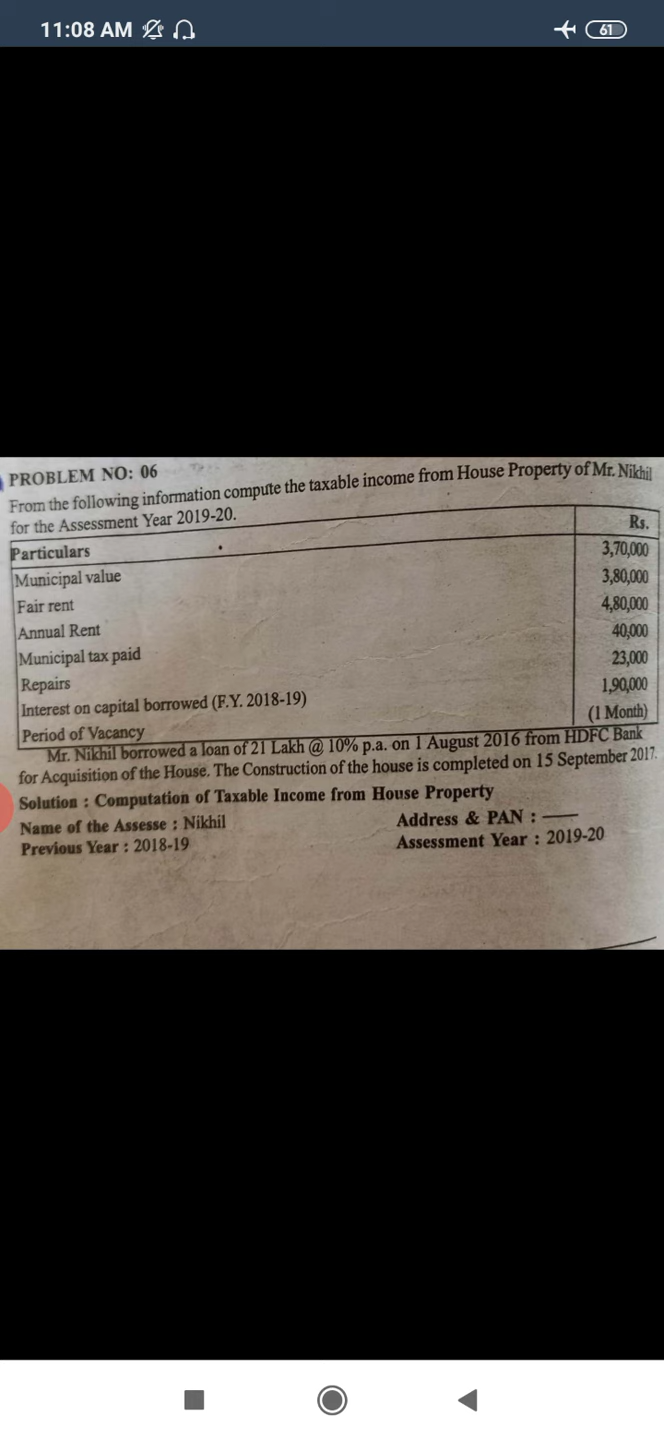 11:08 AM
61
PROBLEM NO: 06
From the following information compute the taxable income from House Property of Mr. Nikhil
for the Assessment Year 2019-20.
Particulars Rs.
Municipal value 3,70,000
Fair rent 3,80,000
Annual Rent 4,80,000
Municipal tax paid 40,000
Repairs 23,000
Interest on capital borrowed (F.Y. 2018-19) 1,90,000
Period of Vacancy (1 Month)
Mr. Nikhil borrowed a loan of 21 Lakh @ 10% p.a. on 1 August 2016 from HDFC Bank
for Acquisition of the House. The Construction of the house is completed on 15 September 2017.
Solution : Computation of Taxable Income from House Property
Name of the Assesse : Nikhil Address & PAN : —
Previous Year : 2018-19 Assessment Year : 2019-20